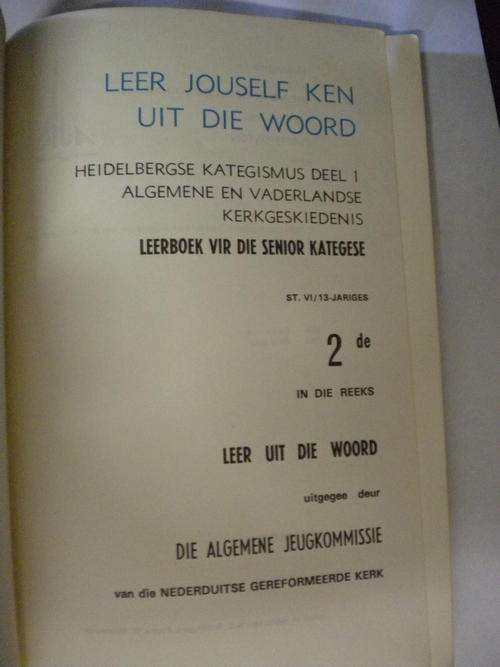 LEER JOUSELF KEN
UIT DIE WOORD
HEIDELBERGSE KATEGISMUS DEEL 1
ALGEMENE EN VADERLANDSE
KERKGESKIEDENIS
LEERBOEK VIR DIE SENIOR KATEGESE
ST. VI/13-JARIGES
2 de
IN DIE REEKS
LEER UIT DIE WOORD
uitgegee deur
DIE ALGEMENE JEUGKOMMISSIE
van die NEDERDUITSE GEREFORMEERDE KERK